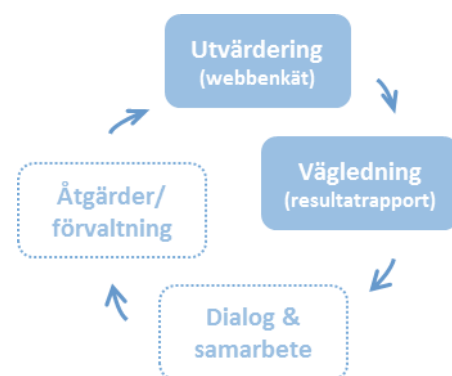 Utvärdering
(webbenkät)
Vägledning
(resultatrapport)
Dialog &
samarbete
Åtgärder/
förvaltning